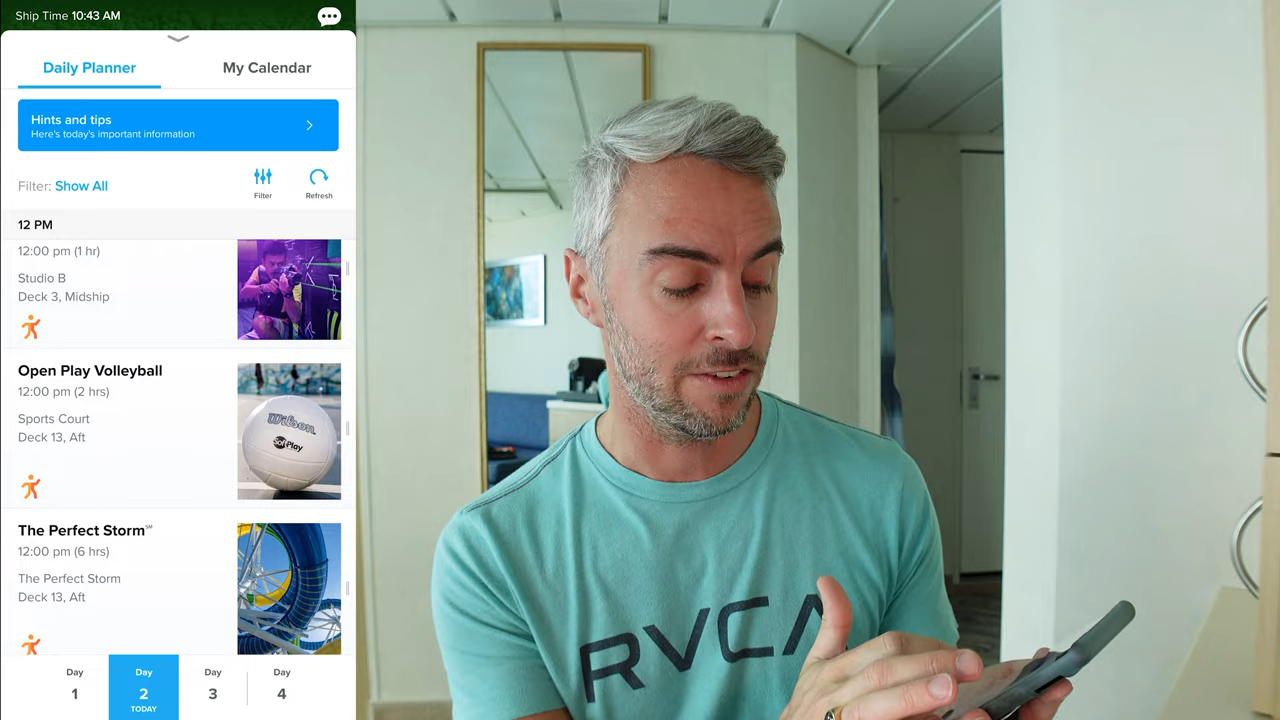 Ship Time 10:43 AM
Daily Planner
My Calendar
Hints and tips
Here's today's important information
Filter: Show All
Filter
Refresh
12 PM
12:00 pm (1 hr)
Studio B
Deck 3, Midship
Open Play Volleyball
12:00 pm (2 hrs)
Sports Court
Deck 13, Aft
Wilson
Play
The Perfect Storm℠
12:00 pm (6 hrs)
The Perfect Storm
Deck 13, Aft
Day
1
Day
2
TODAY
Day
3
Day
4
RVCA